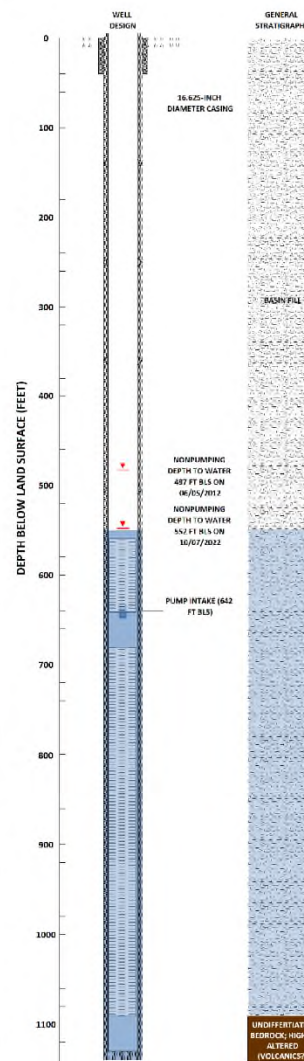 WELL
DESIGN
GENERAL
STRATIGRAPH
0
16.625-INCH
DIAMETER CASING
100
200
300
BASIN FILL
400
DEPTH BELOW LAND SURFACE (FEET)
NONPUMPING
DEPTH TO WATER
487 FT BLS ON
06/05/2012
500
NONPUMPING
DEPTH TO WATER
552 FT BLS ON
10/07/2022
600
PUMP INTAKE (642
FT BLS)
700
800
900
1000
1100
UNDIFFERTIAT
BEDROCK; HIGH
ALTERED
(VOLCANICS?